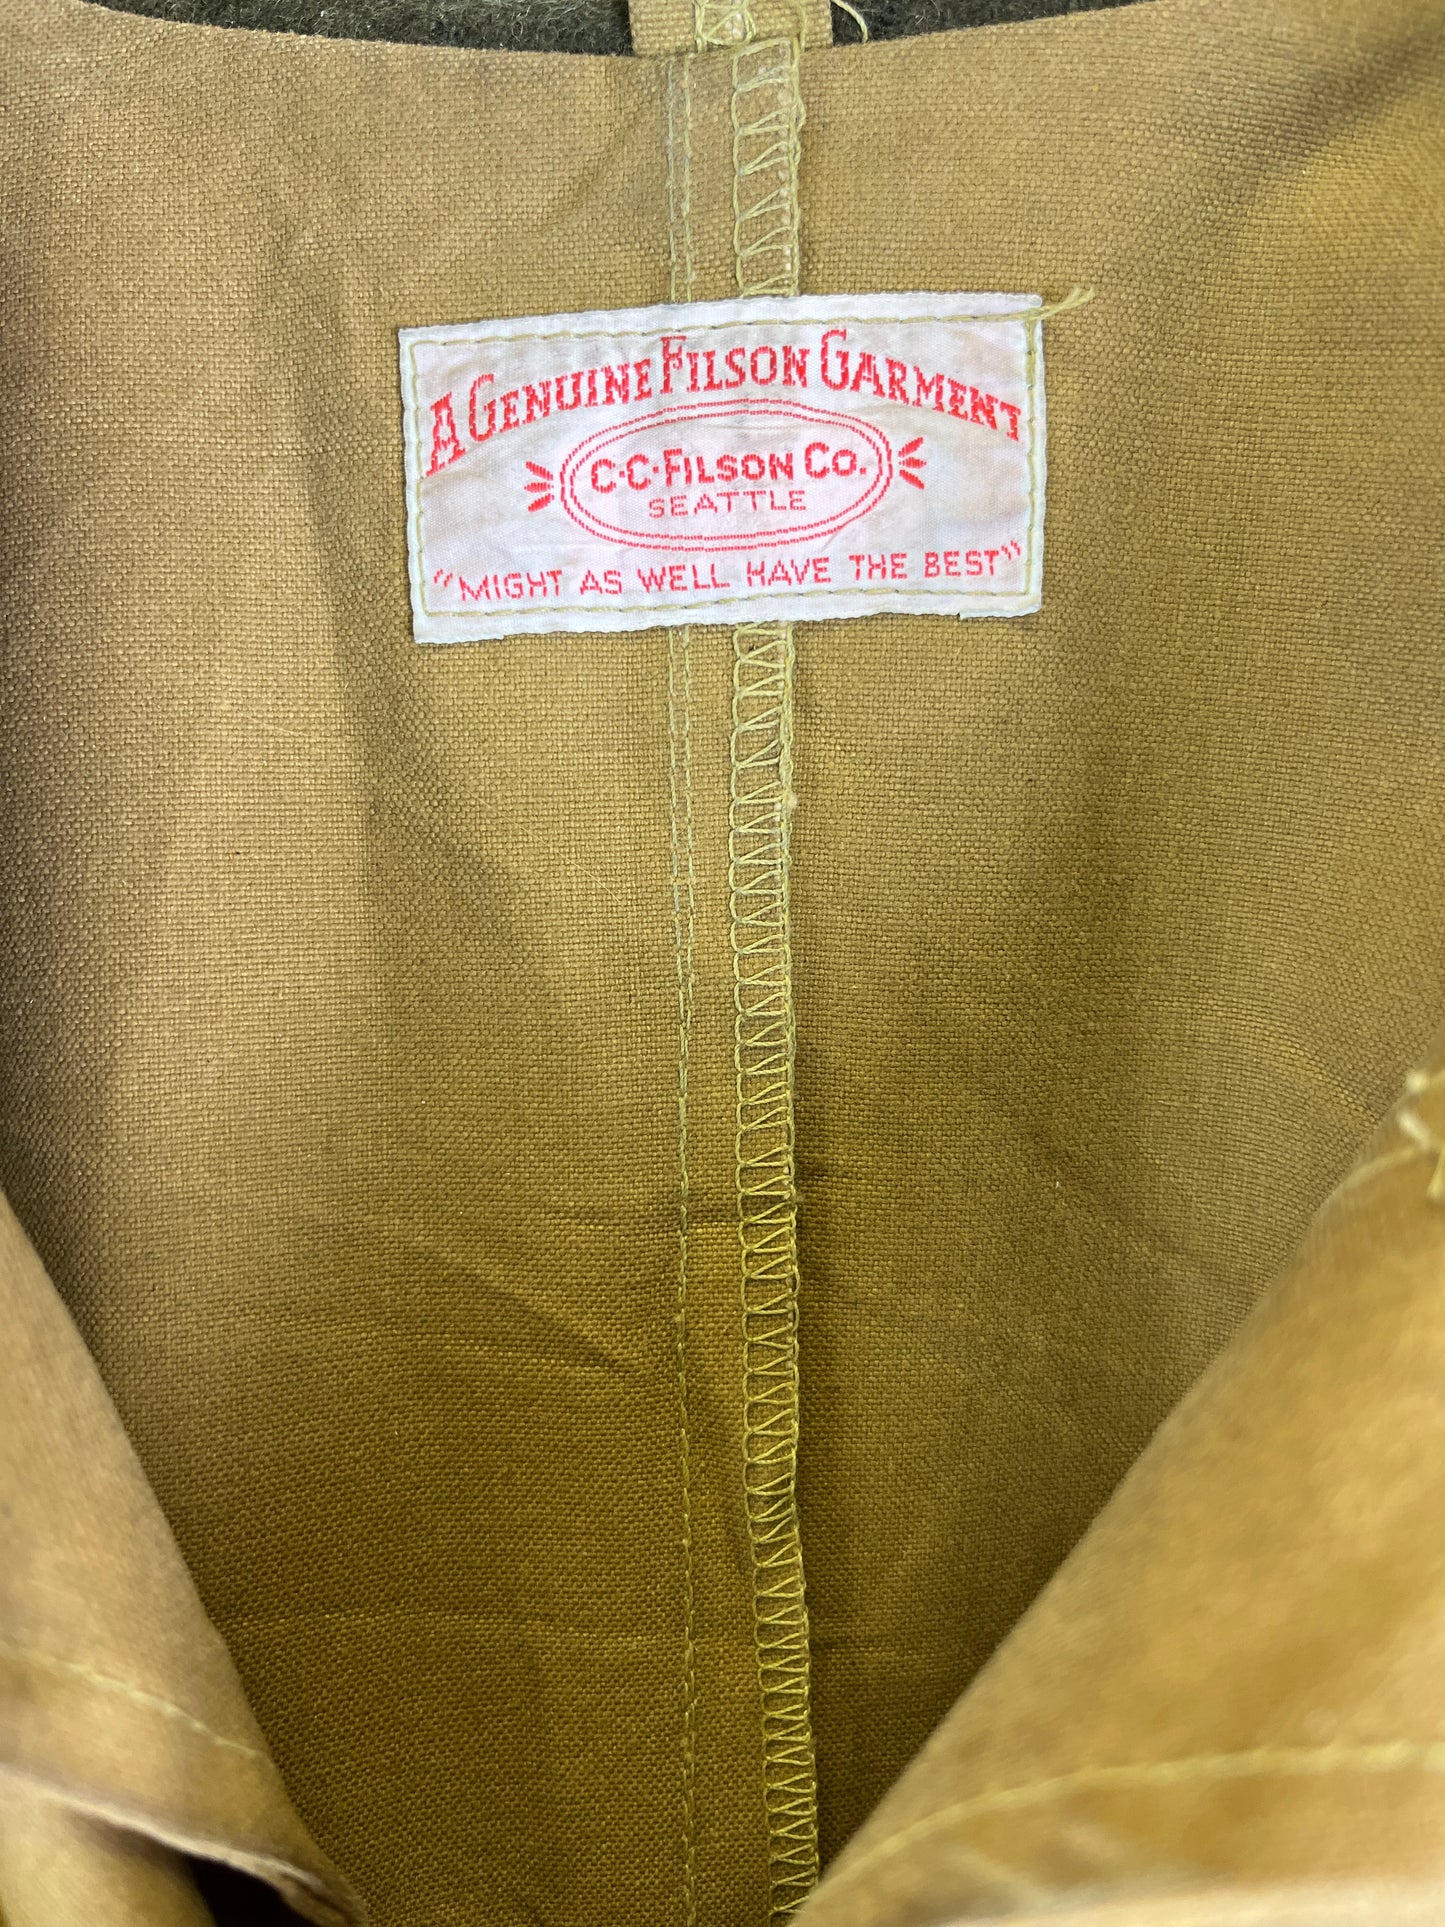 A GENUINE FILSON GARMENT
C·C·FILSON CO.
SEATTLE
"MIGHT AS WELL HAVE THE BEST"